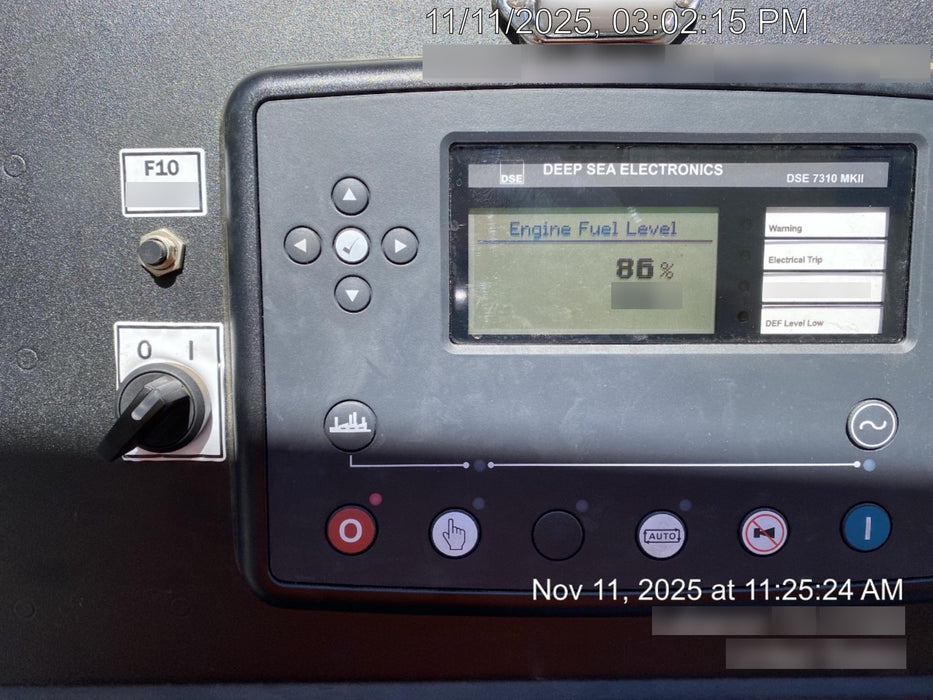 11/11/2025, 03:02:15 PM
F10
DSE
DEEP SEA ELECTRONICS
DSE 7310 MKII
Engine Fuel Level
86 %
Warning
Electrical Trip
DEF Level Low
O I
O
AUTO
I
Nov 11, 2025 at 11:25:24 AM